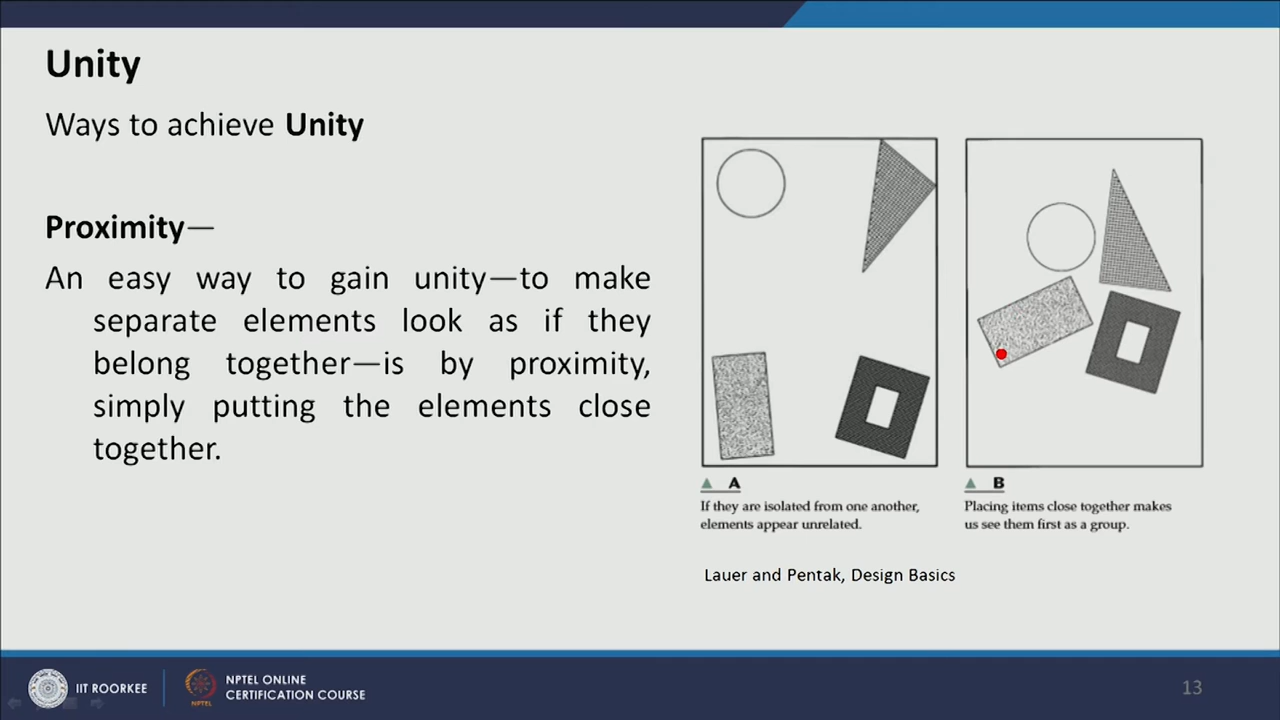 Unity
Ways to achieve Unity
Proximity—
An easy way to gain unity—to make
separate elements look as if they
belong together—is by proximity,
simply putting the elements close
together.
A
If they are isolated from one another,
elements appear unrelated.
B
Placing items close together makes
us see them first as a group.
Lauer and Pentak, Design Basics
IIT ROORKEE
NPTEL
NPTEL ONLINE
CERTIFICATION COURSE
13